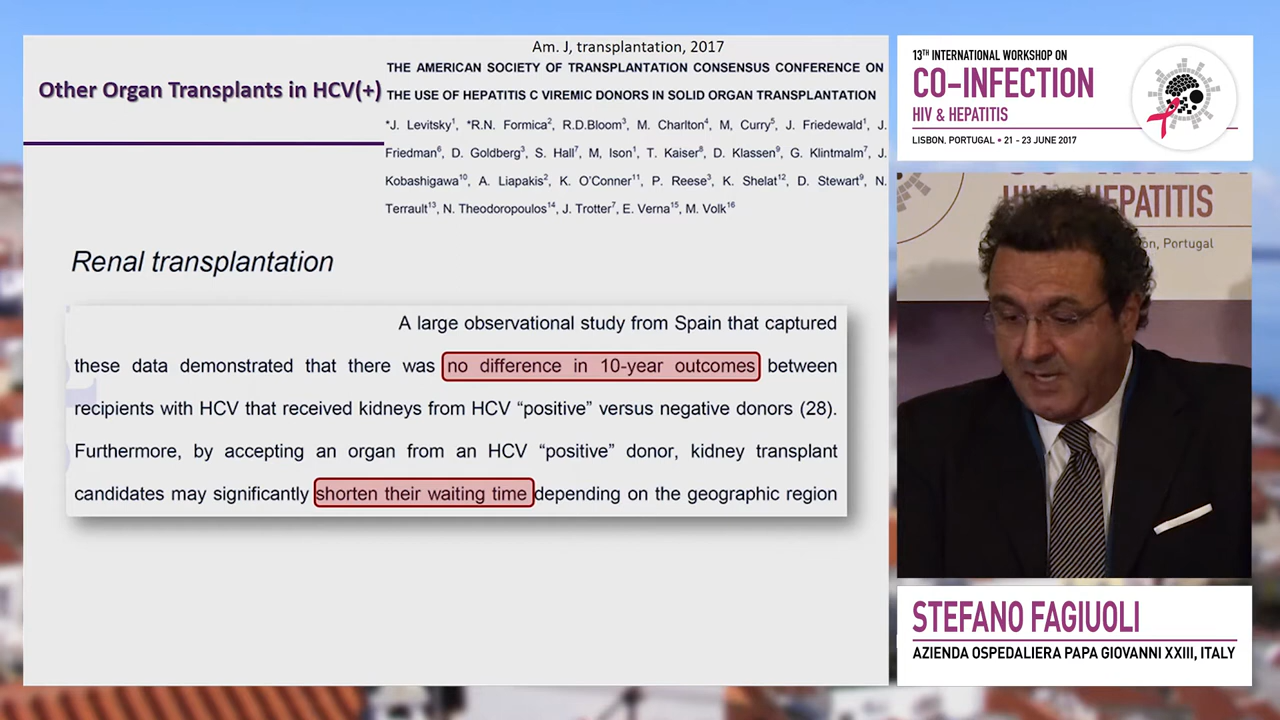 Am. J, transplantation, 2017
Other Organ Transplants in HCV(+)
THE AMERICAN SOCIETY OF TRANSPLANTATION CONSENSUS CONFERENCE ON
THE USE OF HEPATITIS C VIREMIC DONORS IN SOLID ORGAN TRANSPLANTATION
*J. Levitsky¹, R.N. Formica², R.D.Bloom³, M. Charlton⁴, M, Curry⁵, J. Friedewald¹, J.
Friedman⁶, D. Goldberg³, S. Hall⁷, M, Ison¹, T. Kaiser⁸, D. Klassen⁹, G. Klintmalm⁷, J.
Kobashigawa¹⁰, A. Liapakis², K. O’Conner¹¹, P. Reese³, K. Shelat¹², D. Stewart⁹, N.
Terrault¹³, N. Theodoropoulos¹⁴, J. Trotter⁷, E. Verna¹⁵, M. Volk¹⁶
Renal transplantation
A large observational study from Spain that captured
these data demonstrated that there was no difference in 10-year outcomes between
recipients with HCV that received kidneys from HCV “positive” versus negative donors (28).
Furthermore, by accepting an organ from an HCV “positive” donor, kidney transplant
candidates may significantly shorten their waiting time depending on the geographic region
13TH INTERNATIONAL WORKSHOP ON
CO-INFECTION
HIV & HEPATITIS
LISBON, PORTUGAL • 21 - 23 JUNE 2017
HIV HEPATITIS
Portugal
STEFANO FAGIUOLI
AZIENDA OSPEDALIERA PAPA GIOVANNI XXIII, ITALY